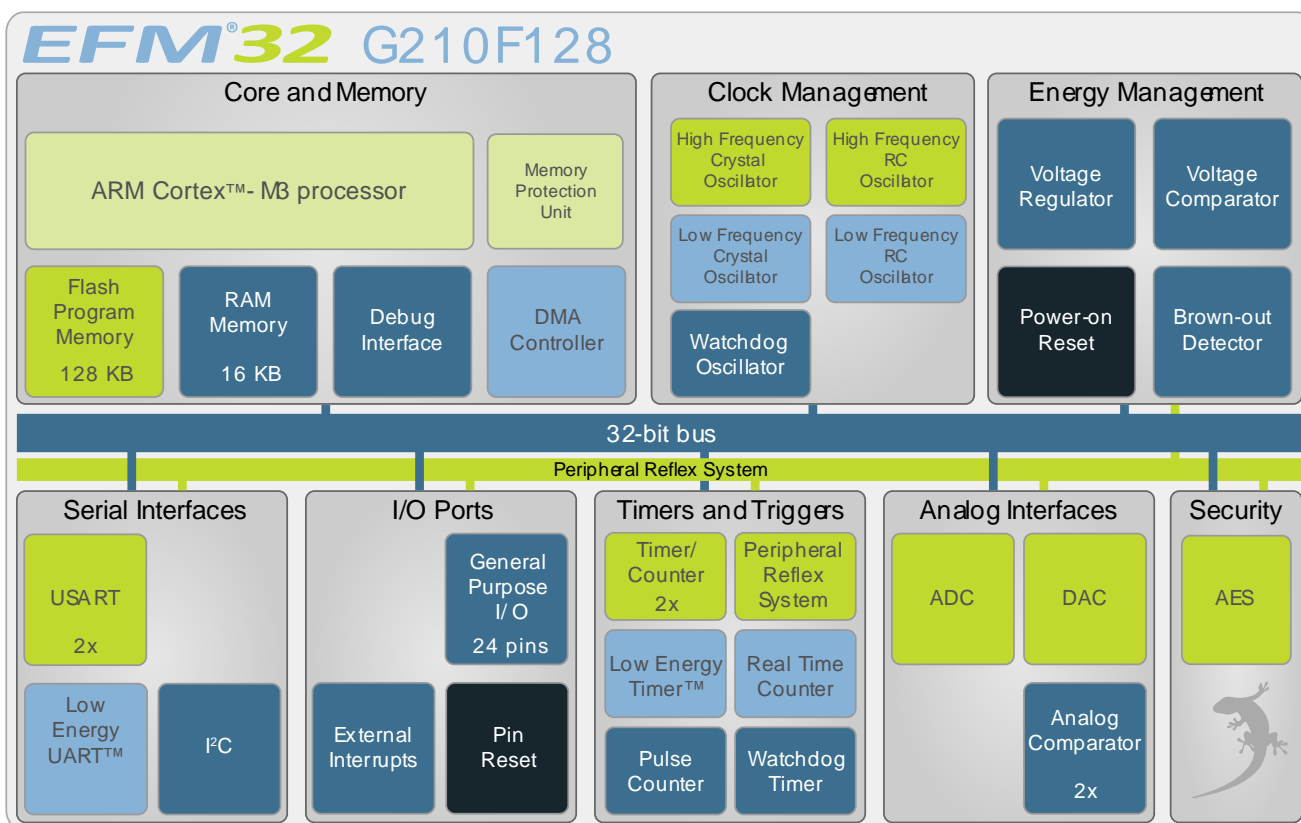 EFM®32 G210F128
Core and Memory
ARM Cortex™- M3 processor
Memory
Protection
Unit
Flash
Program
Memory
128 KB
RAM
Memory
16 KB
Debug
Interface
DMA
Controller
Clock Management
High Frequency
Crystal
Oscillator
High Frequency
RC
Oscillator
Low Frequency
Crystal
Oscillator
Low Frequency
RC
Oscillator
Watchdog
Oscillator
Energy Management
Voltage
Regulator
Voltage
Comparator
Power-on
Reset
Brown-out
Detector
32-bit bus
Peripheral Reflex System
Serial Interfaces
USART
2x
Low
Energy
UART™
I²C
I/O Ports
General
Purpose
I/ O
24 pins
External
Interrupts
Pin
Reset
Timers and Triggers
Timer/
Counter
2x
Peripheral
Reflex
System
Low Energy
Timer™
Real Time
Counter
Pulse
Counter
Watchdog
Timer
Analog Interfaces
ADC
DAC
Analog
Comparator
2x
Security
AES